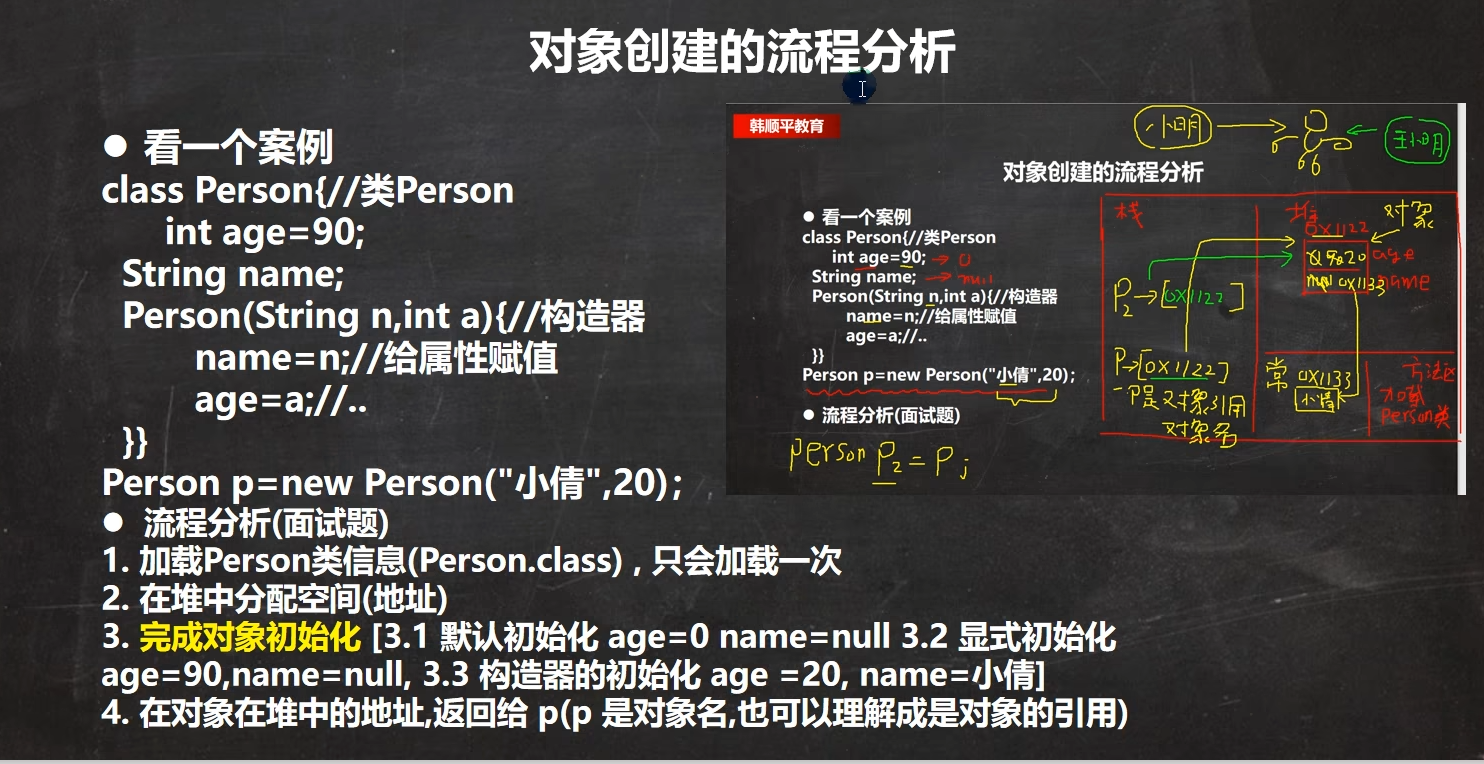 对象创建的流程分析
● 看一个案例
class Person{//类Person
int age=90;
String name;
Person(String n,int a){//构造器
name=n;//给属性赋值
age=a;//..
}}
Person p=new Person("小倩",20);
● 流程分析(面试题)
1. 加载Person类信息(Person.class)，只会加载一次
2. 在堆中分配空间(地址)
3. 完成对象初始化 [3.1 默认初始化 age=0 name=null 3.2 显式初始化
age=90,name=null, 3.3 构造器的初始化 age =20, name=小倩]
4. 在对象在堆中的地址,返回给 p(p 是对象名,也可以理解成是对象的引用)
韩顺平教育
对象创建的流程分析
● 看一个案例
class Person{//类Person
int age=90; → 0
String name; → null
Person(String n,int a){//构造器
name=n;//给属性赋值
age=a;//..
}}
Person p=new Person("小倩",20);
● 流程分析(面试题)
person P2 = P;
小明
王小明
栈
堆
对象
0x1122
20 age
0x1133 name
P2→[0x1122]
P→[0x1122]
P是对象引用
对象名
常
0x1133
小倩
方法区
加载
Person类